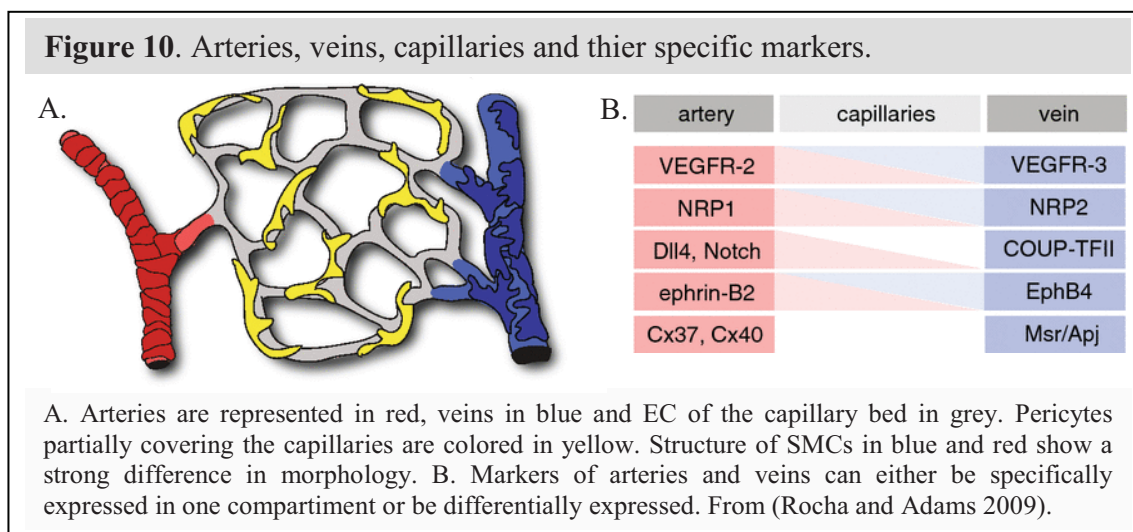 Figure 10. Arteries, veins, capillaries and thier specific markers.
A.
B.
artery capillaries vein
VEGFR-2 VEGFR-3
NRP1 NRP2
Dll4, Notch COUP-TFII
ephrin-B2 EphB4
Cx37, Cx40 Msr/Apj
A. Arteries are represented in red, veins in blue and EC of the capillary bed in grey. Pericytes
partially covering the capillaries are colored in yellow. Structure of SMCs in blue and red show a
strong difference in morphology. B. Markers of arteries and veins can either be specifically
expressed in one compartiment or be differentially expressed. From (Rocha and Adams 2009).